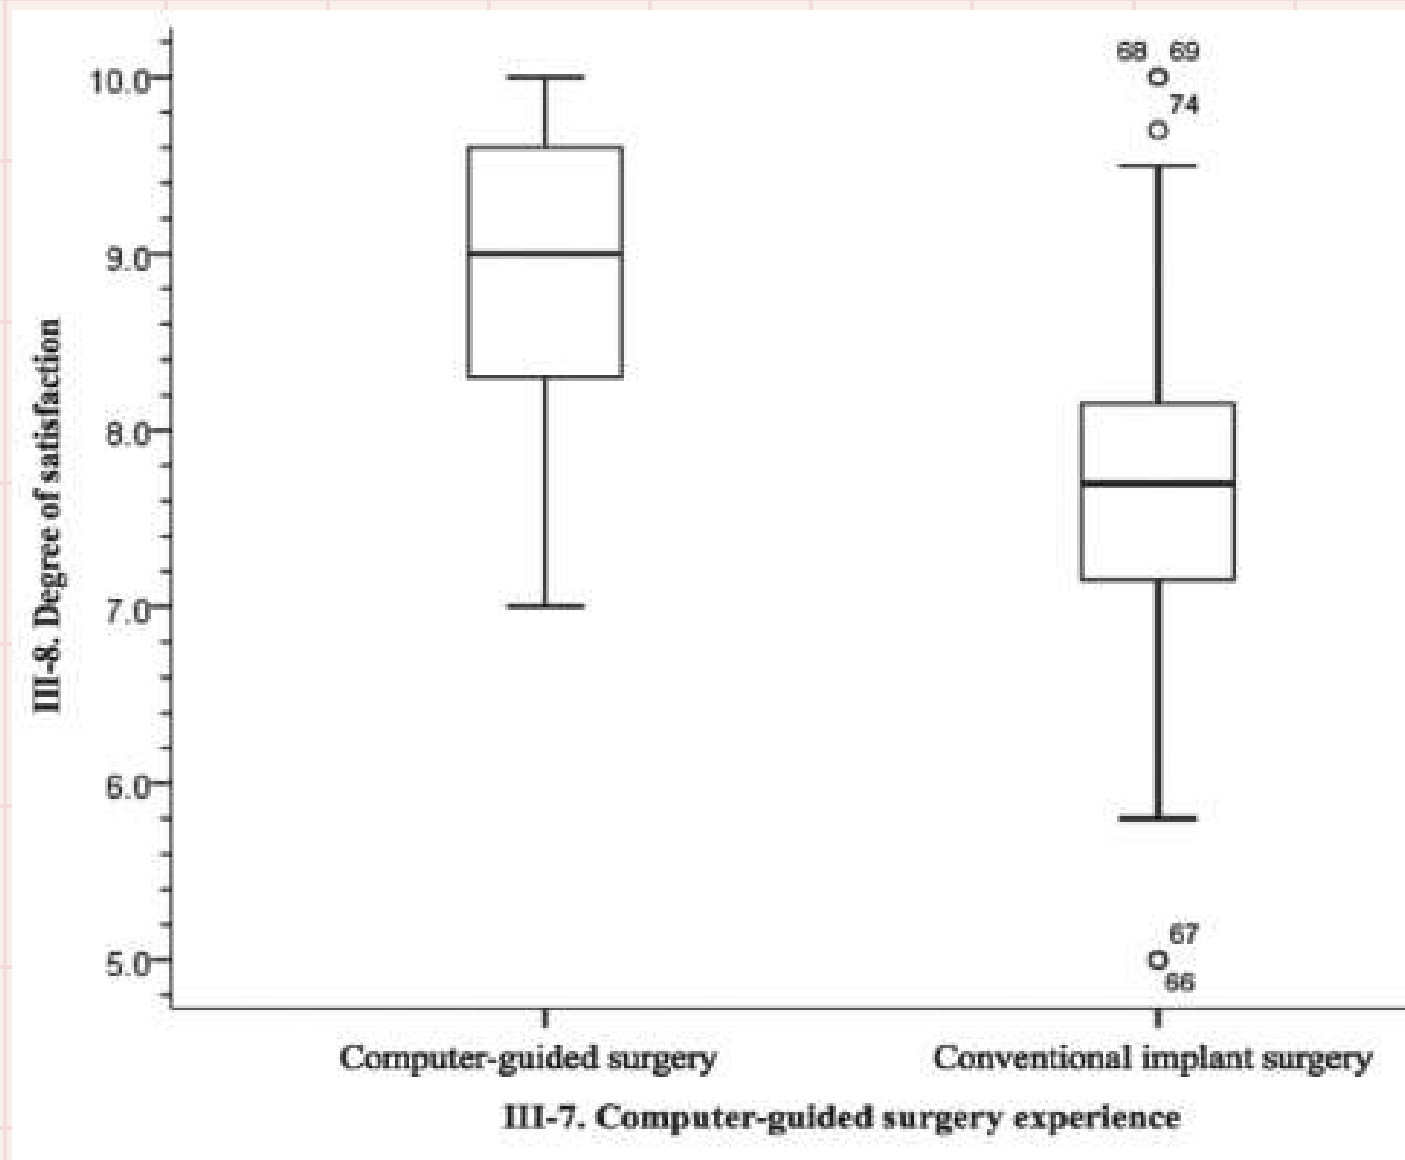 68 69
10.0
74
9.0
8.0
7.0
6.0
67
5.0
66
III-8. Degree of satisfaction
Computer-guided surgery
Conventional implant surgery
III-7. Computer-guided surgery experience